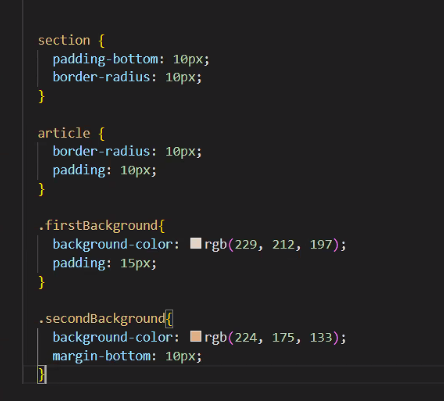 section {
  padding-bottom: 10px;
  border-radius: 10px;
}
article {
  border-radius: 10px;
  padding: 10px;
}
.firstBackground{
  background-color: rgb(229, 212, 197);
  padding: 15px;
}
.secondBackground{
  background-color: rgb(224, 175, 133);
  margin-bottom: 10px;
}